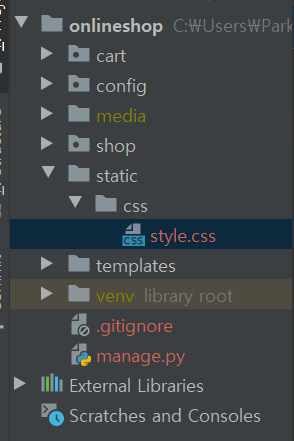 onlineshop C:₩Users₩Park
cart
config
media
shop
static
css
style.css
templates
venv library root
.gitignore
manage.py
External Libraries
Scratches and Consoles